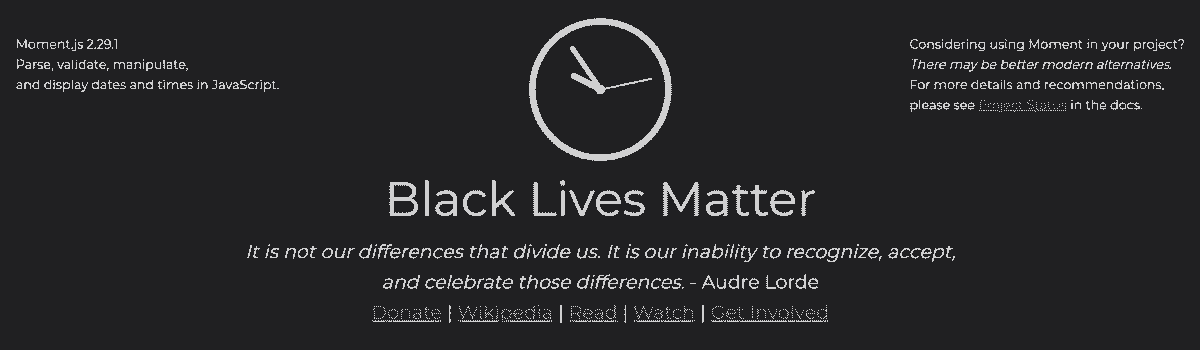 Moment.js 2.29.1
Parse, validate, manipulate,
and display dates and times in JavaScript.
Considering using Moment in your project?
There may be better modern alternatives.
For more details and recommendations,
please see Project Status in the docs.
Black Lives Matter
It is not our differences that divide us. It is our inability to recognize, accept,
and celebrate those differences. - Audre Lorde
Donate | Wikipedia | Read | Watch | Get Involved